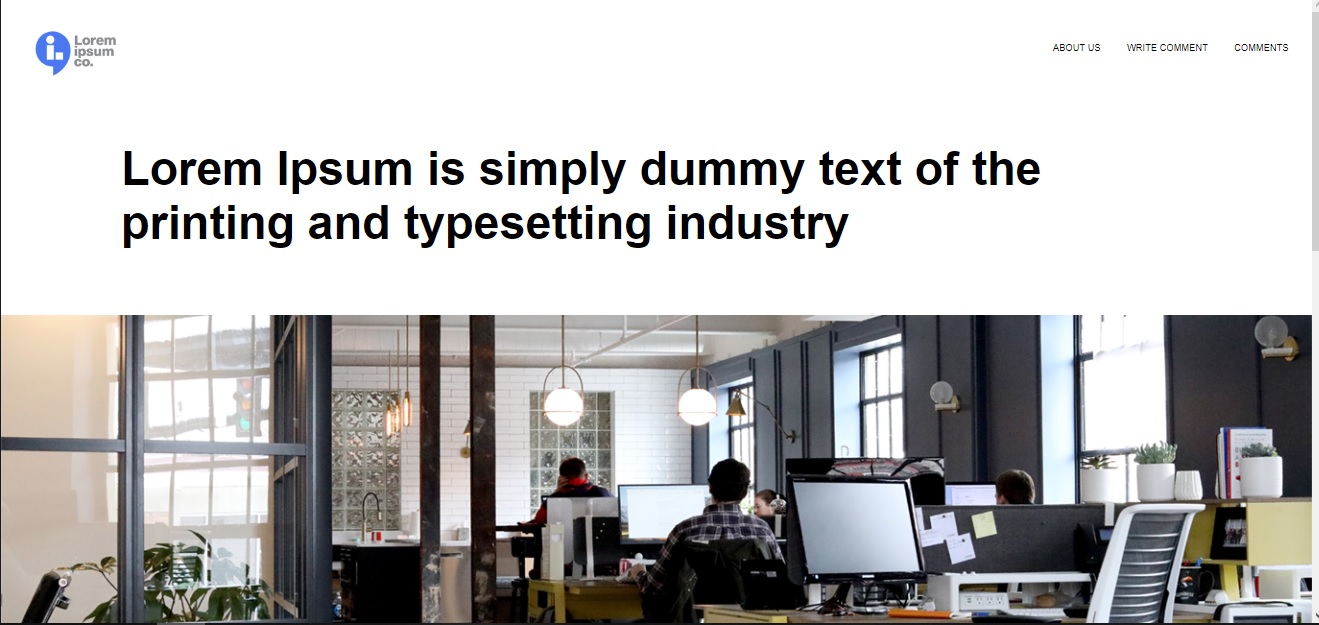 Lorem
ipsum
co.
ABOUT US WRITE COMMENT COMMENTS
Lorem Ipsum is simply dummy text of the
printing and typesetting industry